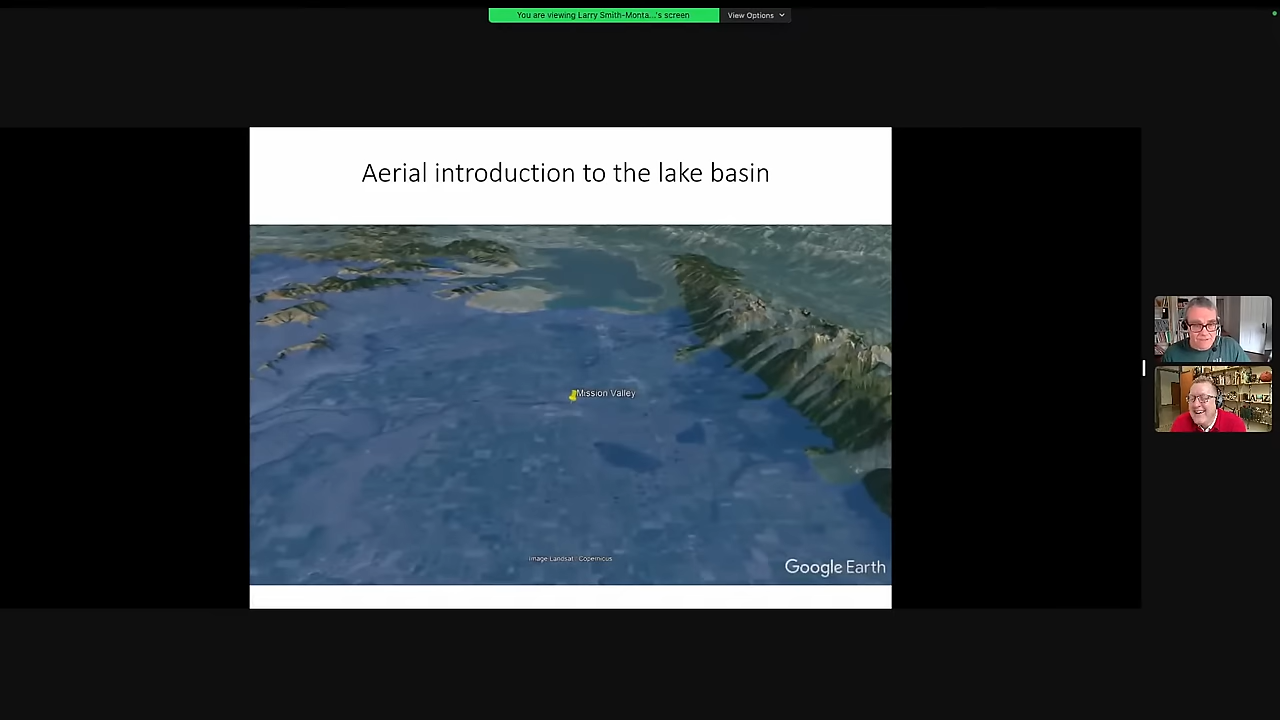 You are viewing Larry Smith-Monta...'s screen
View Options
Aerial introduction to the lake basin
Mission Valley
Image Landsat / Copernicus
Google Earth